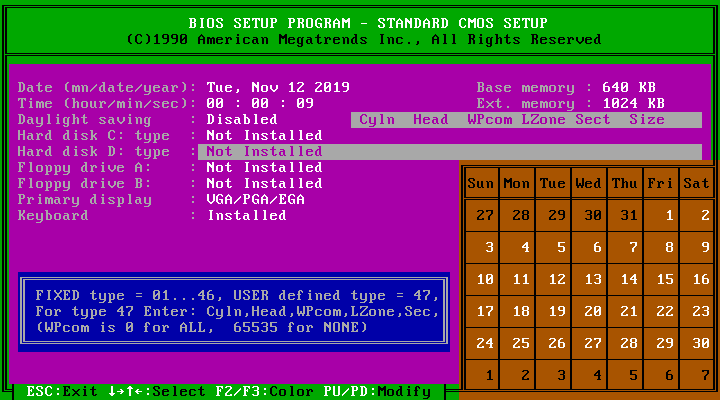 BIOS SETUP PROGRAM - STANDARD CMOS SETUP
(C)1990 American Megatrends Inc., All Rights Reserved
Date (mn/date/year): Tue, Nov 12 2019 Base memory : 640 KB
Time (hour/min/sec): 00 : 00 : 09 Ext. memory : 1024 KB
Daylight saving : Disabled Cyln Head WPcom LZone Sect Size
Hard disk C: type : Not Installed
Hard disk D: type : Not Installed
Floppy drive A: : Not Installed
Floppy drive B: : Not Installed
Primary display : VGA/PGA/EGA
Keyboard : Installed
Sun Mon Tue Wed Thu Fri Sat
27 28 29 30 31 1 2
3 4 5 6 7 8 9
10 11 12 13 14 15 16
17 18 19 20 21 22 23
24 25 26 27 28 29 30
1 2 3 4 5 6 7
FIXED type = 01...46, USER defined type = 47,
For type 47 Enter: Cyln,Head,WPcom,LZone,Sec,
(WPcom is 0 for ALL, 65535 for NONE)
ESC:Exit ↓→↑←:Select F2/F3:Color PU/PD:Modify